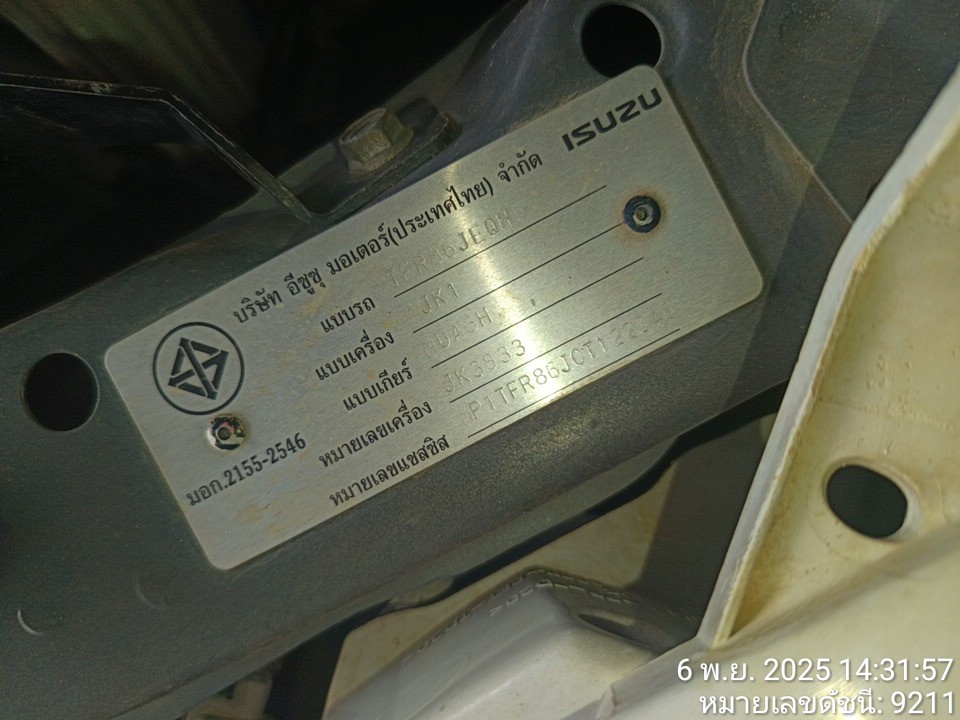 ISUZU
บริษัท อีซูซุ มอเตอร์(ประเทศไทย) จำกัด
แบบรถ
แบบเครื่อง JK1
แบบเกียร์
หมายเลขเครื่อง JK3833
หมายเลขแชสซิส
มอก.2155-2546
6 พ.ย. 2025 14:31:57
หมายเลขดัชนี: 9211